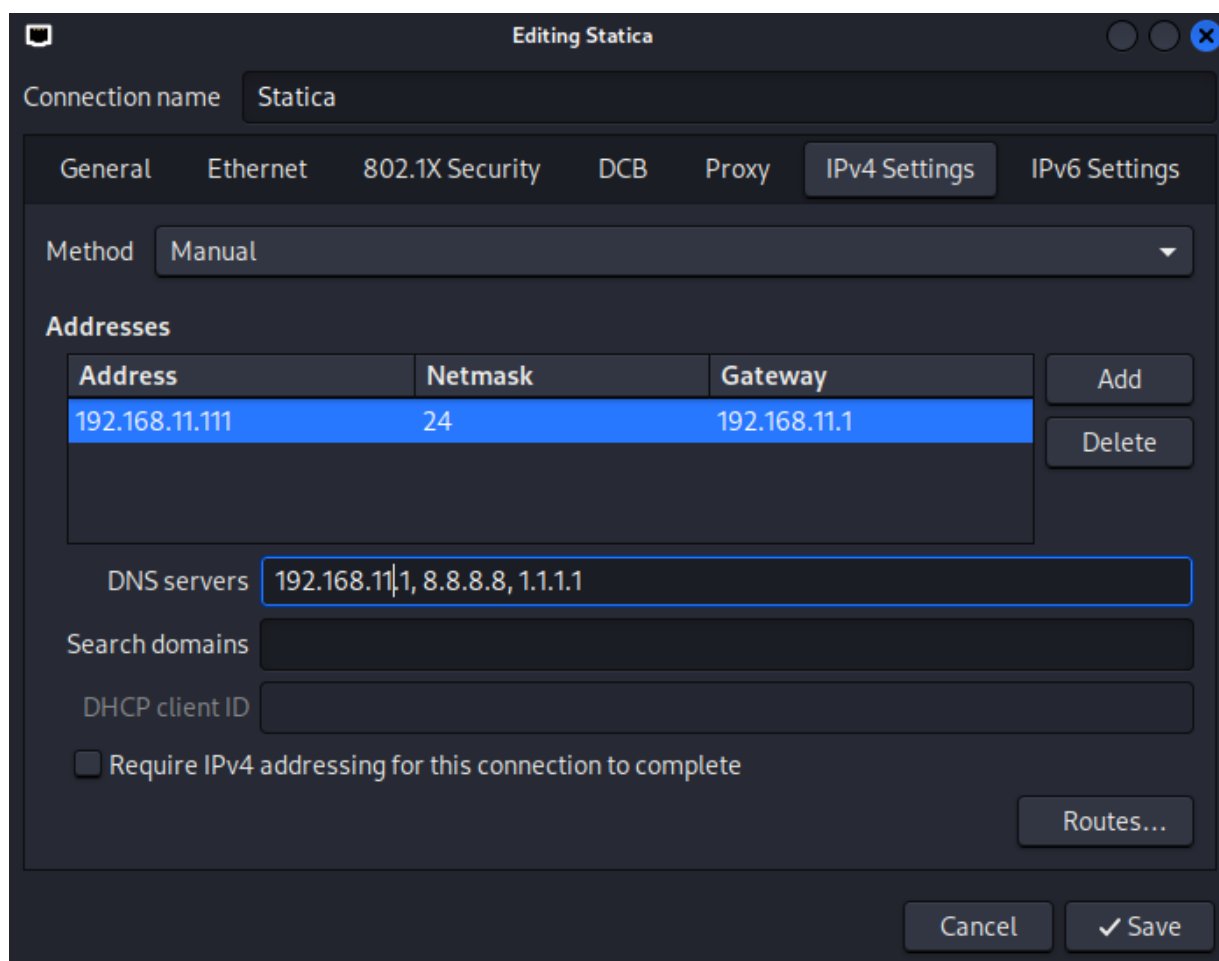 Editing Statica
Connection name Statica
General Ethernet 802.1X Security DCB Proxy IPv4 Settings IPv6 Settings
Method Manual
Addresses
Address Netmask Gateway Add
192.168.11.111 24 192.168.11.1
Delete
DNS servers 192.168.11.1, 8.8.8.8, 1.1.1.1
Search domains
DHCP client ID
Require IPv4 addressing for this connection to complete
Routes...
Cancel Save